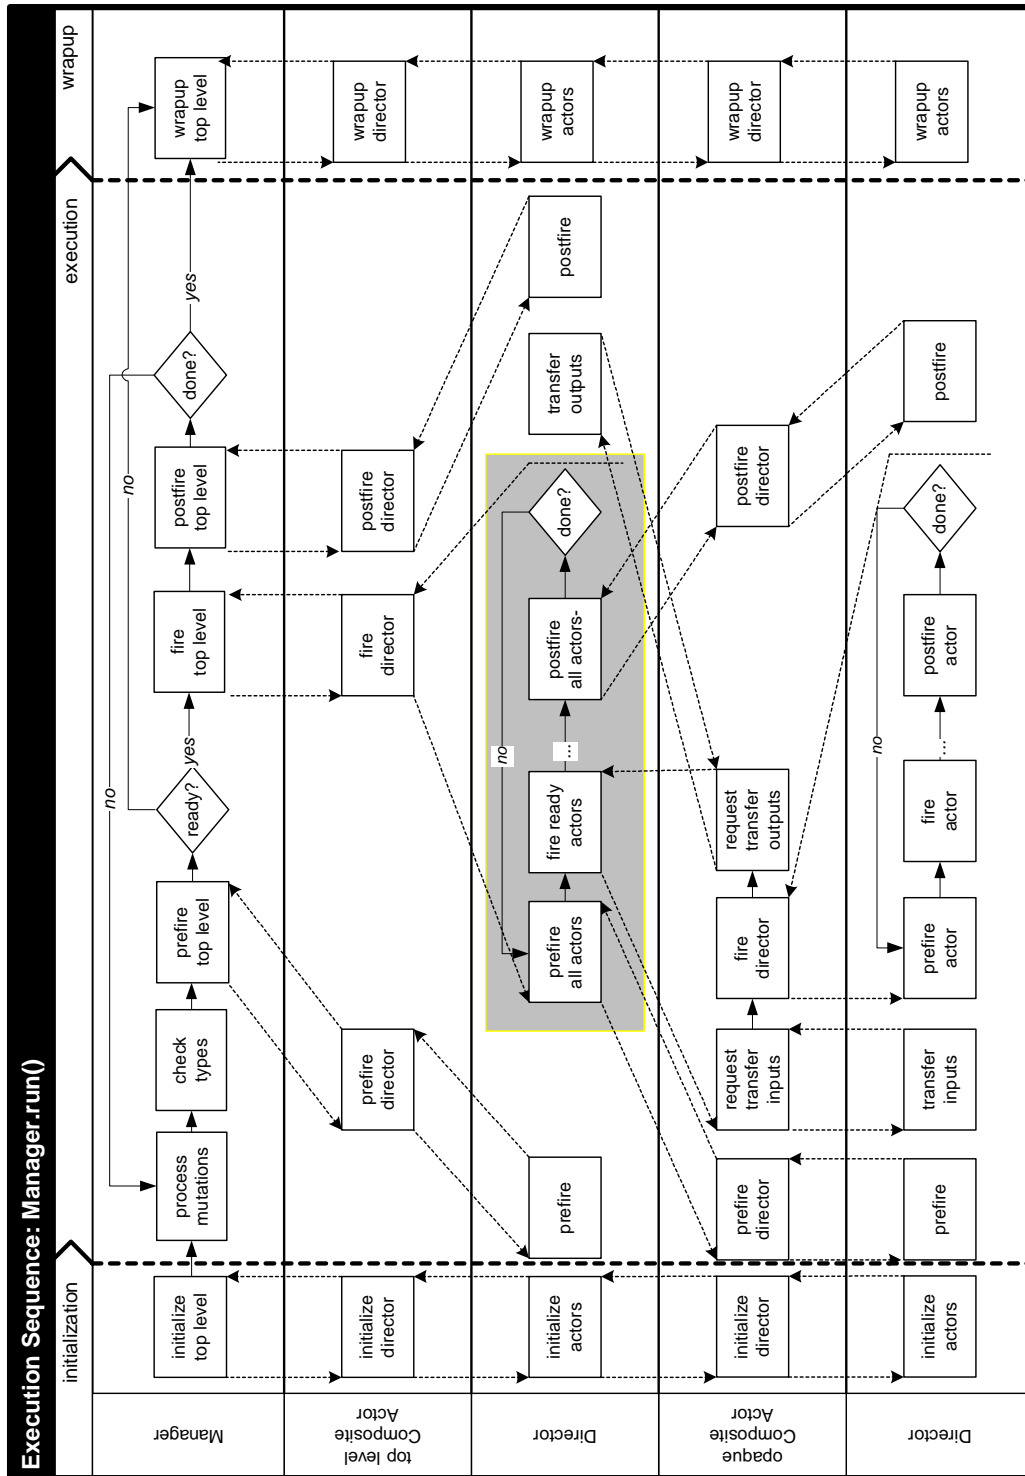 Execution Sequence: Manager.run()
initialization
execution
wrapup
Manager
initialize
top level
process
mutations
check
types
prefire
top level
ready?
yes
no
no
fire
top level
postfire
top level
done?
yes
wrapup
top level
top level
Composite
Actor
initialize
director
prefire
director
fire
director
postfire
director
wrapup
director
Director
initialize
actors
prefire
prefire
all actors
fire ready
actors
...
postfire
all actors-
done?
no
transfer
outputs
postfire
wrapup
actors
opaque
Composite
Actor
initialize
director
prefire
director
request
transfer
inputs
fire
director
request
transfer
outputs
postfire
director
wrapup
director
Director
initialize
actors
prefire
transfer
inputs
prefire
actor
fire
actor
...
postfire
actor
done?
no
postfire
wrapup
actors